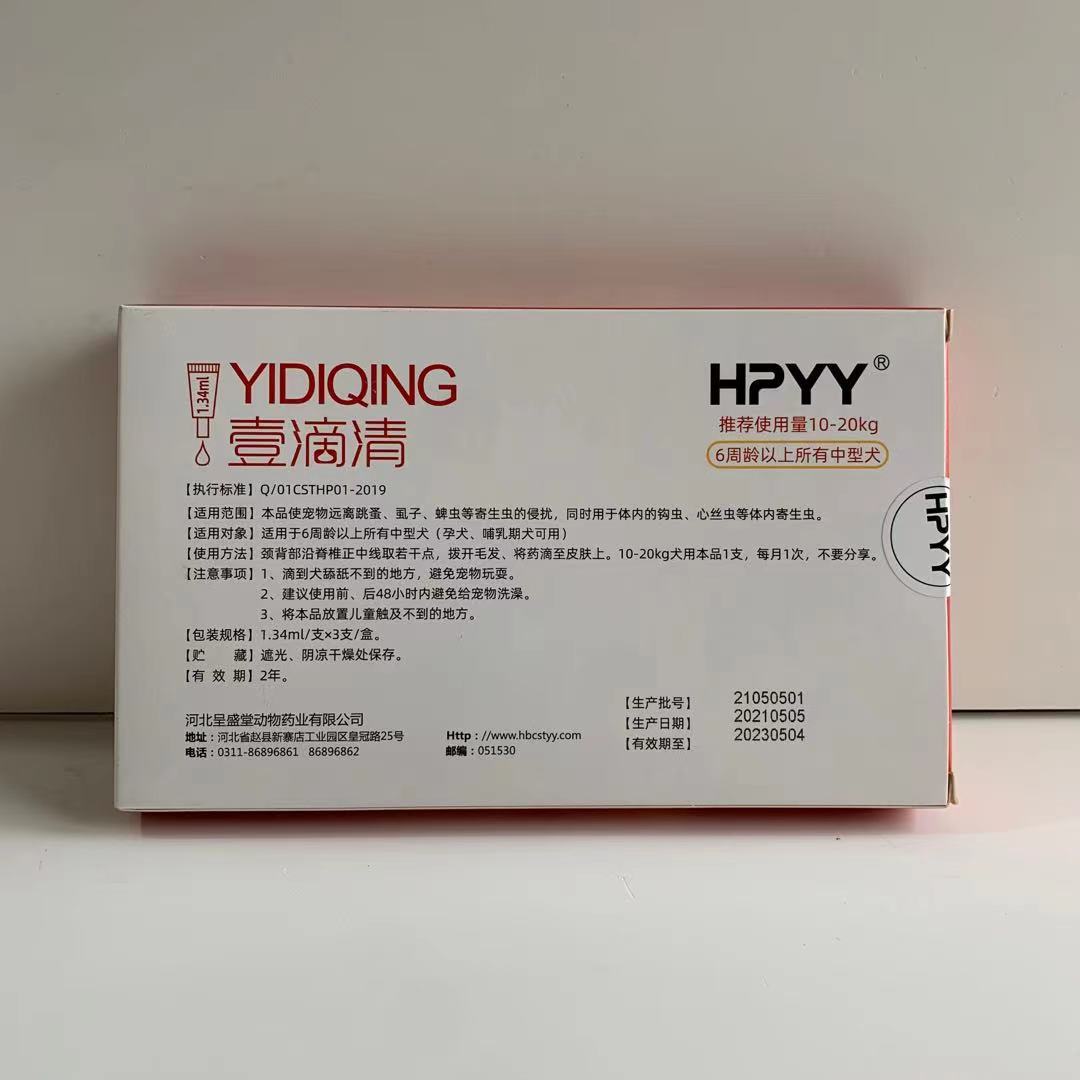 1.34ml
YIDIQING
壹滴清
HPYY®
推荐使用量10-20kg
6周龄以上所有中型犬
【执行标准】Q/01CSTHP01-2019
【适用范围】本品使宠物远离跳蚤、虱子、蜱虫等寄生虫的侵扰，同时用于体内的钩虫、心丝虫等体内寄生虫。
【适用对象】适用于6周龄以上所有中型犬（孕犬、哺乳期犬可用）
【使用方法】颈背部沿脊椎正中线取若干点，拨开毛发、将药滴至皮肤上。10-20kg犬用本品1支，每月1次，不要分享。
【注意事项】1、滴到犬舔舐不到的地方，避免宠物玩耍。
2、建议使用前、后48小时内避免给宠物洗澡。
3、将本品放置儿童触及不到的地方。
【包装规格】1.34ml/支×3支/盒。
【贮 藏】遮光、阴凉干燥处保存。
【有 效 期】2年。
HPYY
河北呈盛堂动物药业有限公司
地址：河北省赵县新寨店工业园区皇冠路25号
电话：0311-86896861 86896862
Http：//www.hbcstyy.com
邮编：051530
【生产批号】 21050501
【生产日期】 20210505
【有效期至】 20230504